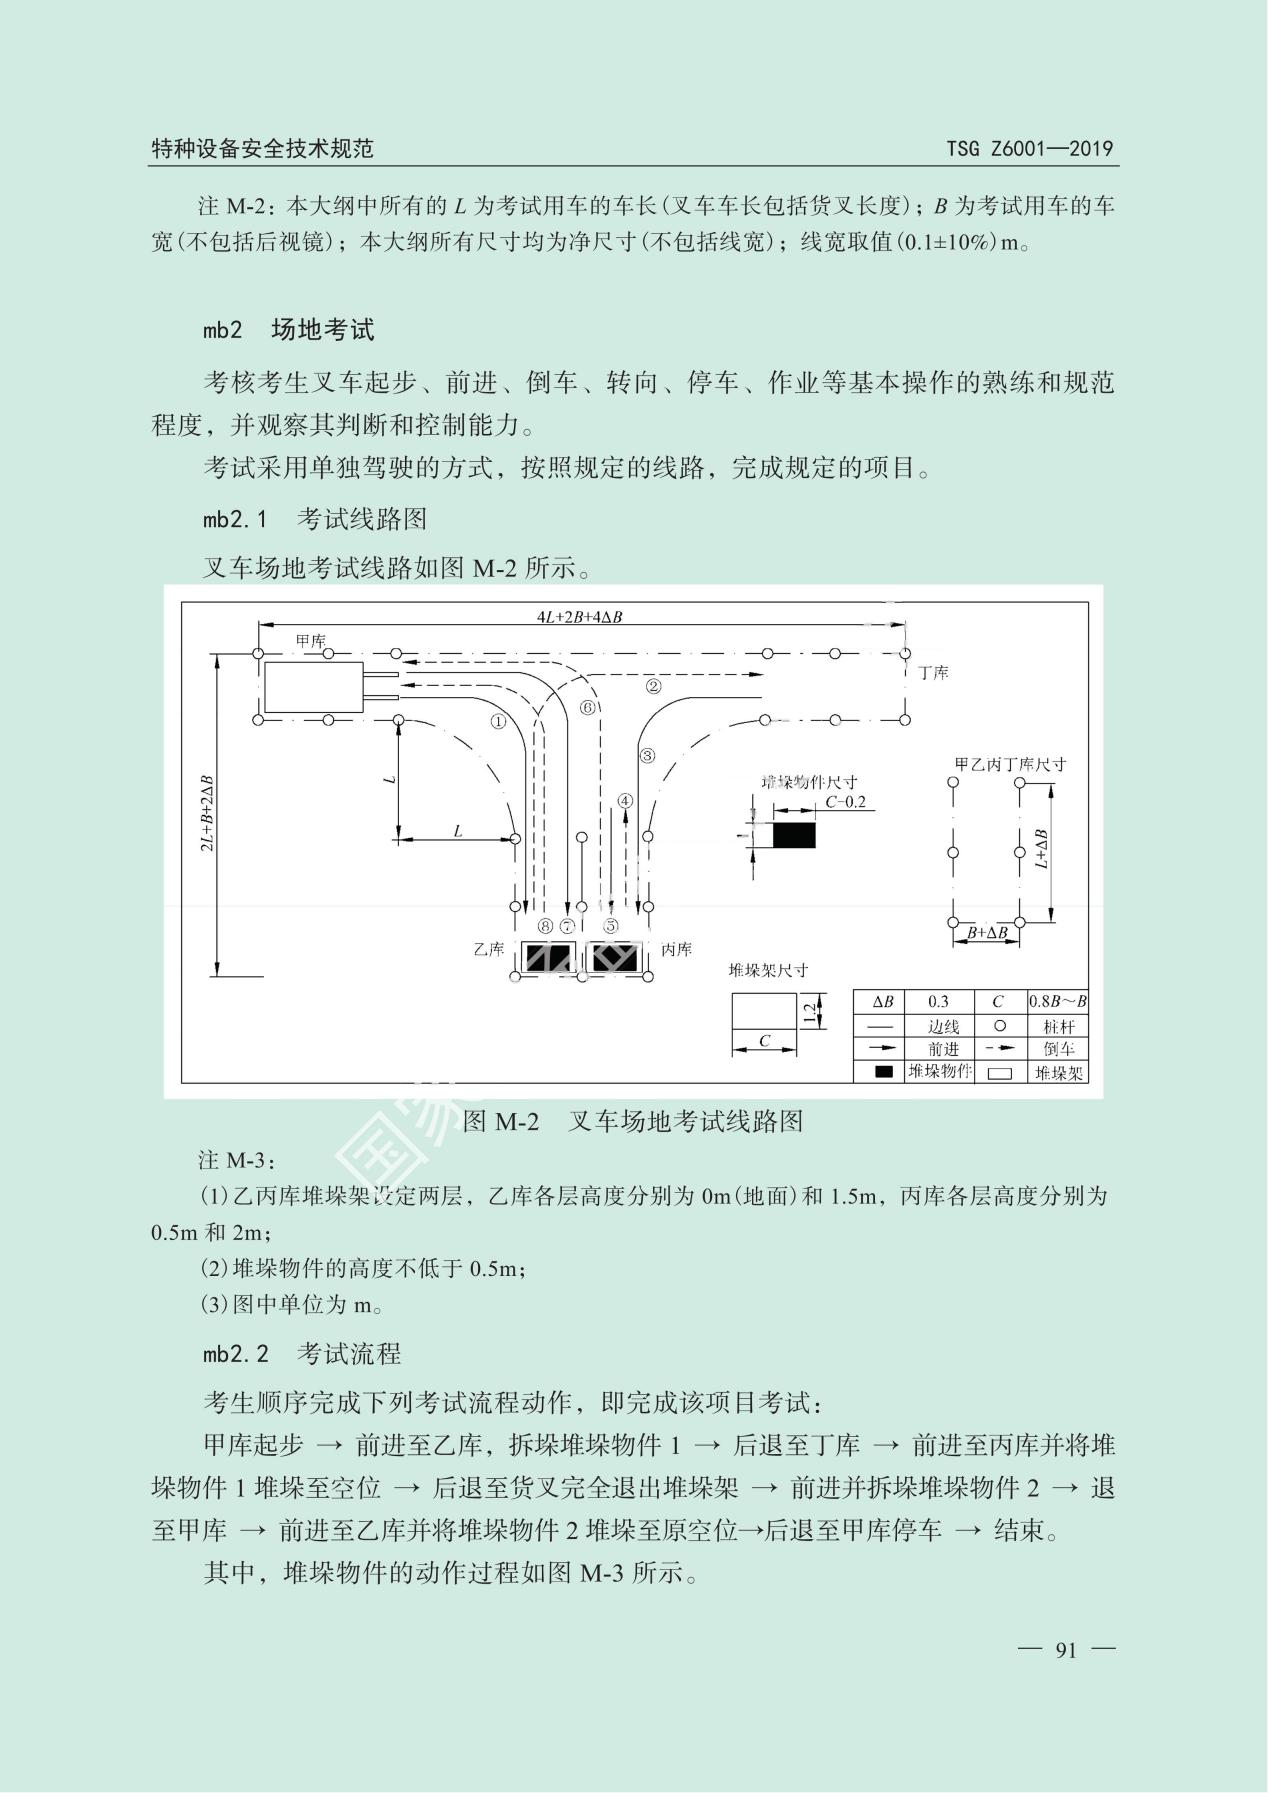 特种设备安全技术规范 TSG Z6001—2019
注 M-2：本大纲中所有的 L 为考试用车的车长(叉车车长包括货叉长度)；B 为考试用车的车
宽(不包括后视镜)；本大纲所有尺寸均为净尺寸(不包括线宽)；线宽取值(0.1±10%)m。
mb2 场地考试
考核考生叉车起步、前进、倒车、转向、停车、作业等基本操作的熟练和规范
程度，并观察其判断和控制能力。
考试采用单独驾驶的方式，按照规定的线路，完成规定的项目。
mb2.1 考试线路图
叉车场地考试线路如图 M-2 所示。
4L+2B+4ΔB
甲库
丁库
②
⑥
①
③
甲乙丙丁库尺寸
堆垛物件尺寸
L
C-0.2
④
2L+B+2ΔB
L
1
L+ΔB
⑧ ⑦ ⑤
B+ΔB
乙库 丙库
堆垛架尺寸
1.2
C
ΔB 0.3 C 0.8B～B
边线 桩杆
前进 倒车
堆垛物件 堆垛架
国家
图 M-2 叉车场地考试线路图
注 M-3：
(1)乙丙库堆垛架设定两层，乙库各层高度分别为 0m(地面)和 1.5m，丙库各层高度分别为
0.5m 和 2m；
(2)堆垛物件的高度不低于 0.5m；
(3)图中单位为 m。
mb2.2 考试流程
考生顺序完成下列考试流程动作，即完成该项目考试：
甲库起步 → 前进至乙库，拆垛堆垛物件 1 → 后退至丁库 → 前进至丙库并将堆
垛物件 1 堆垛至空位 → 后退至货叉完全退出堆垛架 → 前进并拆垛堆垛物件 2 → 退
至甲库 → 前进至乙库并将堆垛物件 2 堆垛至原空位→后退至甲库停车 → 结束。
其中，堆垛物件的动作过程如图 M-3 所示。
— 91 —